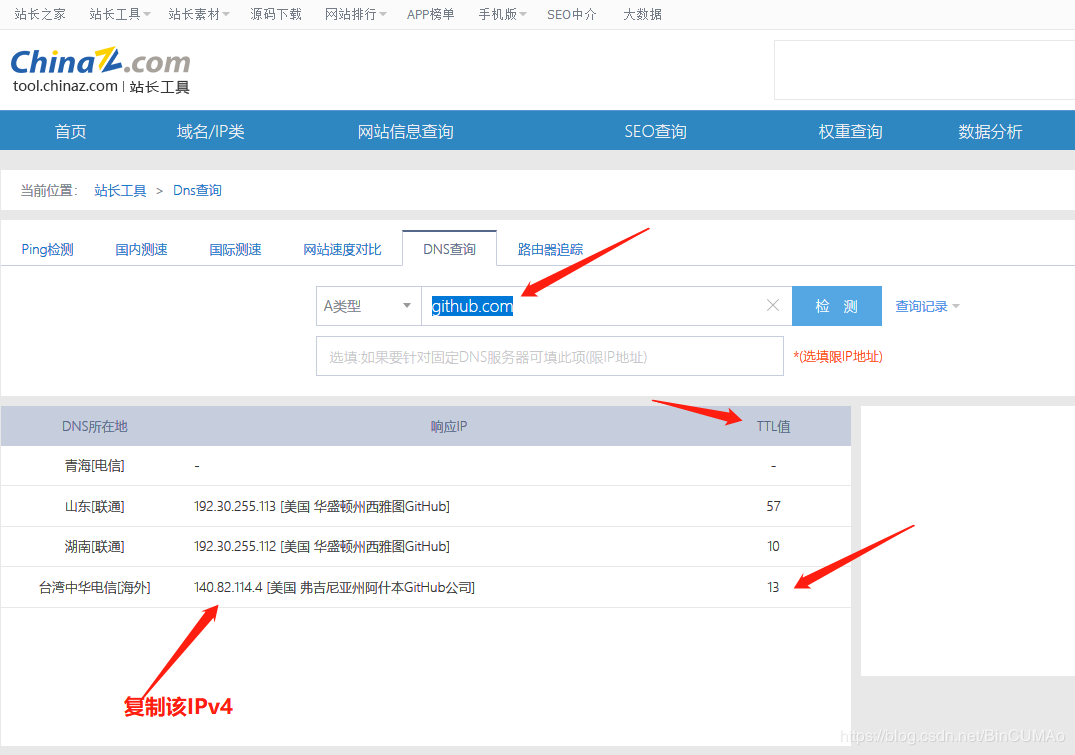 站长之家 站长工具 站长素材 源码下载 网站排行 APP榜单 手机版 SEO中介 大数据
ChinaZ.com
tool.chinaz.com | 站长工具
首页 域名/IP类 网站信息查询 SEO查询 权重查询 数据分析
当前位置： 站长工具 > Dns查询
Ping检测 国内测速 国际测速 网站速度对比 DNS查询 路由器追踪
A类型 github.com 检 测 查询记录
选填:如果要针对固定DNS服务器可填此项(限IP地址) *(选填限IP地址)
DNS所在地 响应IP TTL值
青海[电信] - -
山东[联通] 192.30.255.113 [美国 华盛顿州西雅图GitHub] 57
湖南[联通] 192.30.255.112 [美国 华盛顿州西雅图GitHub] 10
台湾中华电信[海外] 140.82.114.4 [美国 弗吉尼亚州阿什本GitHub公司] 13
复制该IPv4
https://blog.csdn.net/BinCUMAo